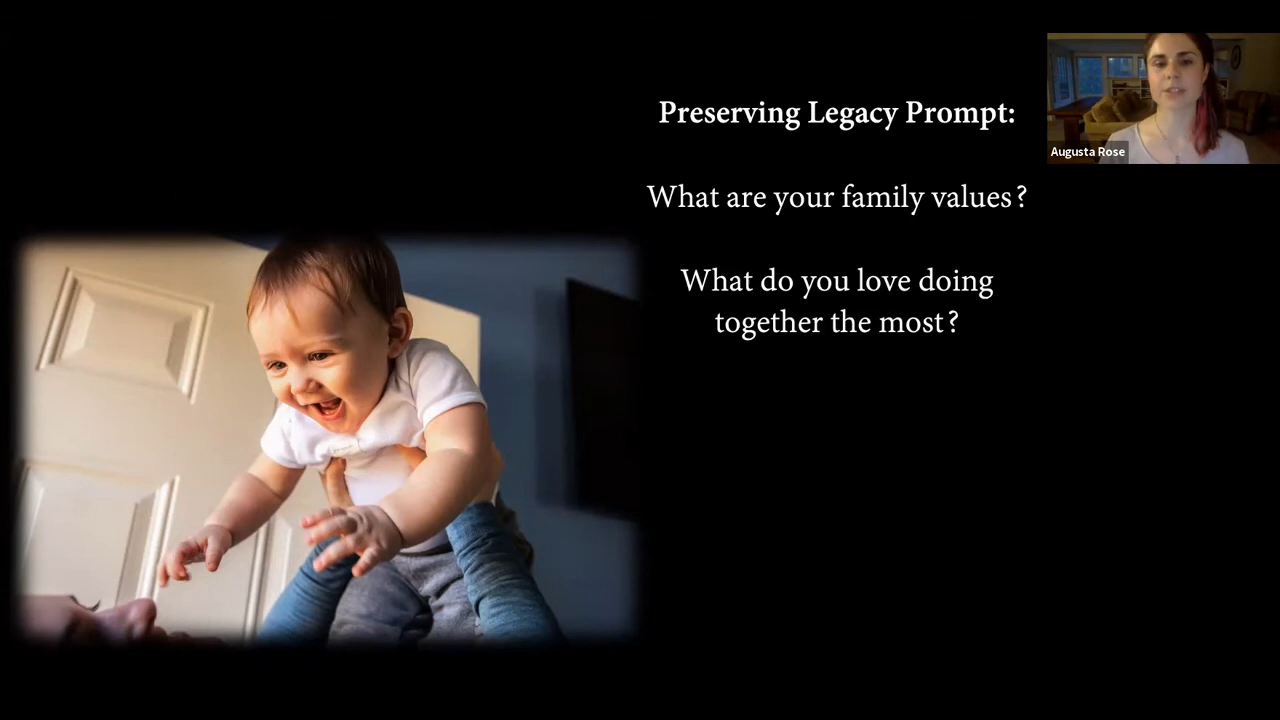 Preserving Legacy Prompt:
What are your family values?
What do you love doing
together the most?
Augusta Rose